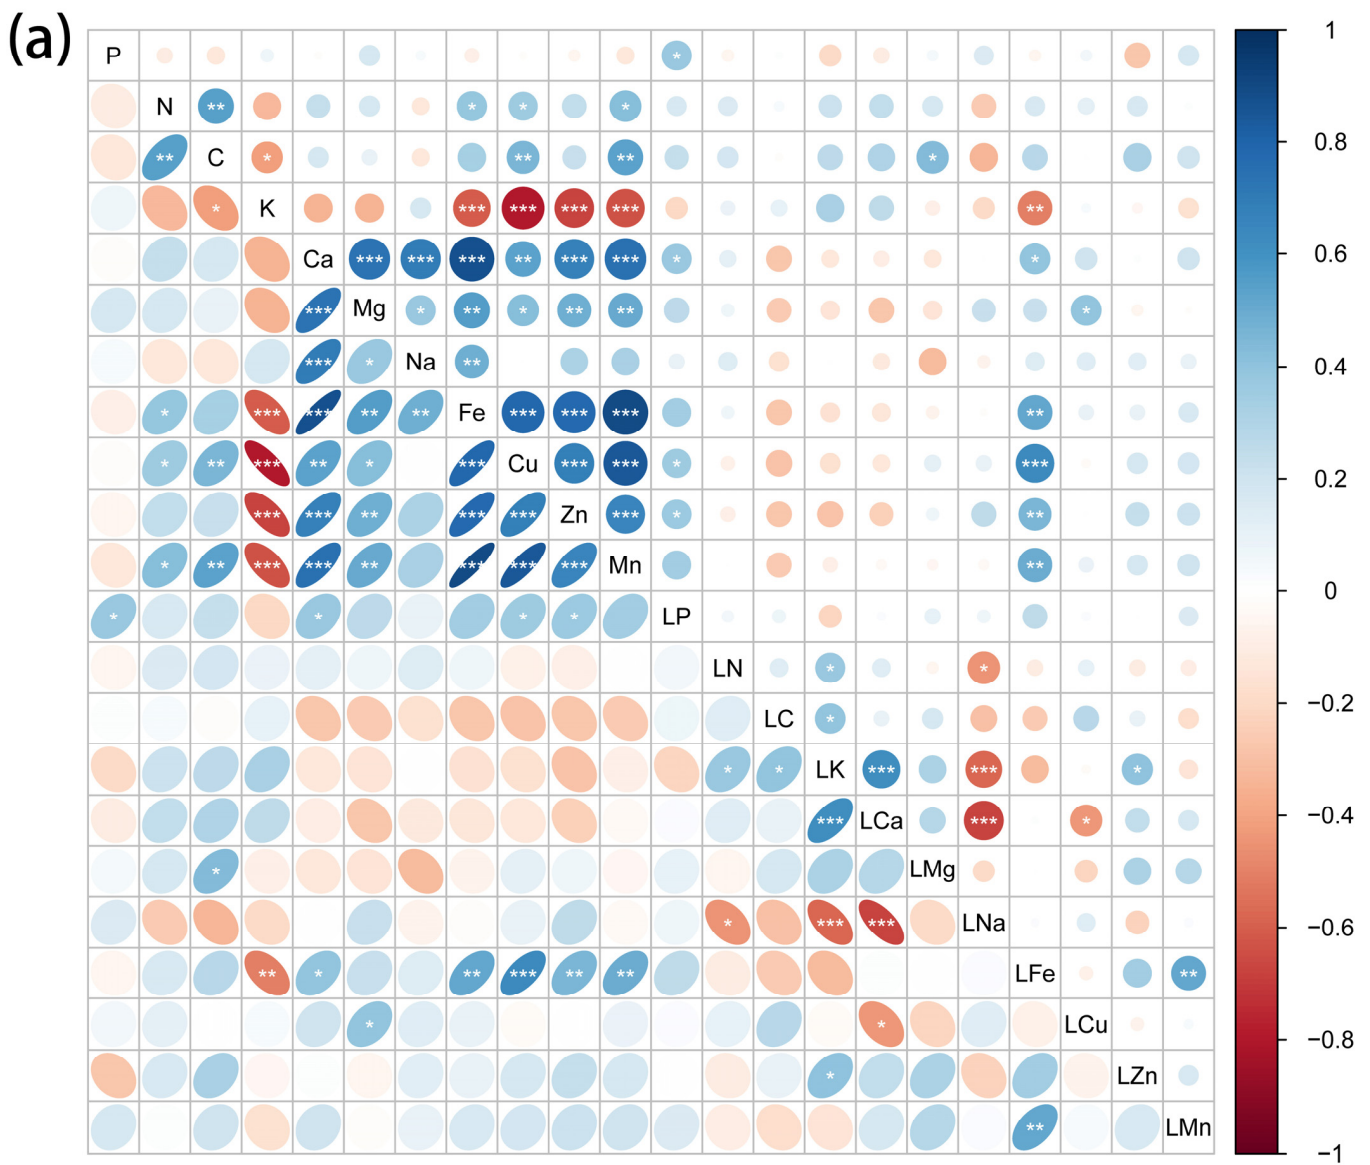 (a)
P * 1
N ** * * *
** C * ** ** * 0.8
* K *** *** *** *** **
Ca *** *** *** ** *** *** * * 0.6
*** Mg * ** * ** ** *
*** * Na ** 0.4
* *** *** ** ** Fe *** *** *** **
* ** *** ** * *** Cu *** *** * *** 0.2
*** *** ** *** *** Zn *** * **
* ** *** *** ** *** *** *** Mn ** 0
* * * * LP
LN * *
LC * −0.2
* * LK *** *** *
*** LCa *** * −0.4
* LMg
* *** *** LNa −0.6
** * ** *** ** ** LFe **
* * LCu −0.8
* LZn
** LMn −1